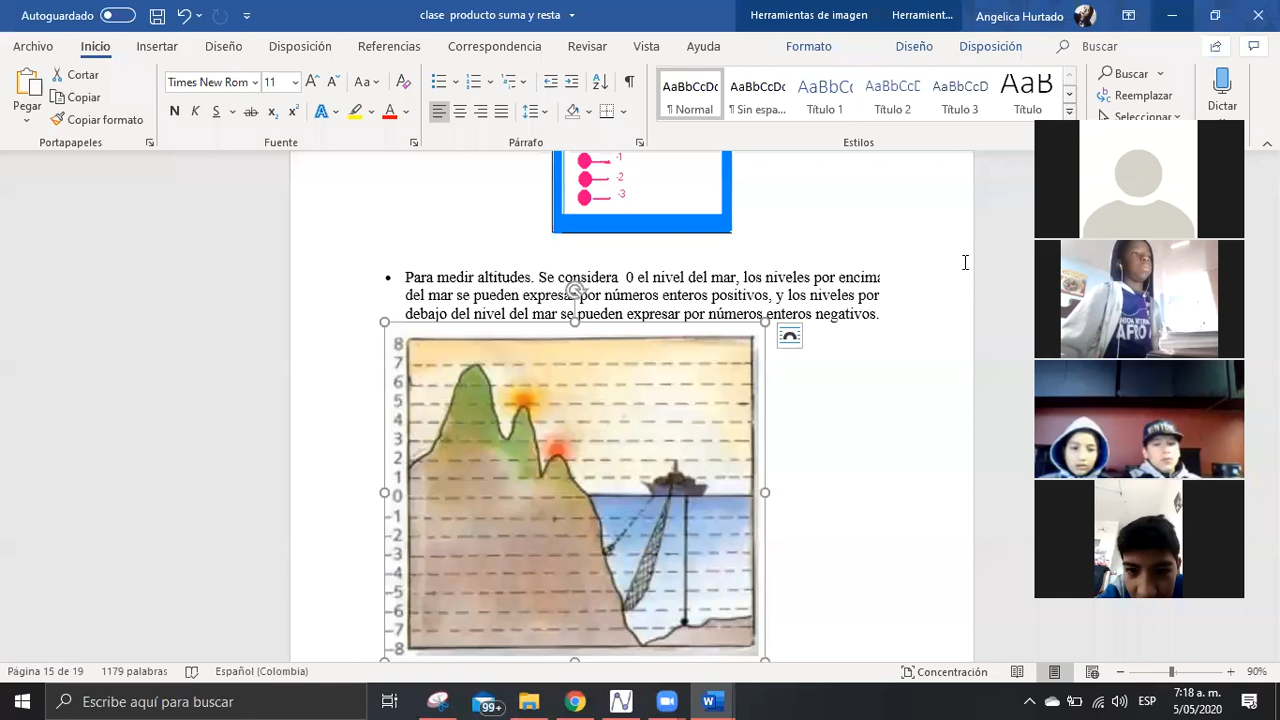 Autoguardado
clase producto suma y resta
Herramientas de imagen
Herramient...
Angelica Hurtado
Archivo
Inicio
Insertar
Diseño
Disposición
Referencias
Correspondencia
Revisar
Vista
Ayuda
Formato
Diseño
Disposición
Buscar
Pegar
Cortar
Copiar
Copiar formato
Portapapeles
Times New Rom
11
Fuente
Párrafo
AaBbCcDc
¶ Normal
AaBbCcDc
¶ Sin espa...
AaBbCc
Título 1
AaBbCcD
Título 2
AaBbCcD
Título 3
AaB
Título
Estilos
Buscar
Reemplazar
Seleccionar
Dictar
-1
-2
-3
• Para medir altitudes. Se considera 0 el nivel del mar, los niveles por encima
del mar se pueden expresar por números enteros positivos, y los niveles por
debajo del nivel del mar se pueden expresar por números enteros negativos.
8
7
6
5
4
3
2
1
0
-1
-2
-3
-4
-5
-6
-7
-8
AFRO
Página 15 de 19
1179 palabras
Español (Colombia)
Concentración
90%
Escribe aquí para buscar
99+
ESP
7:18 a. m.
5/05/2020